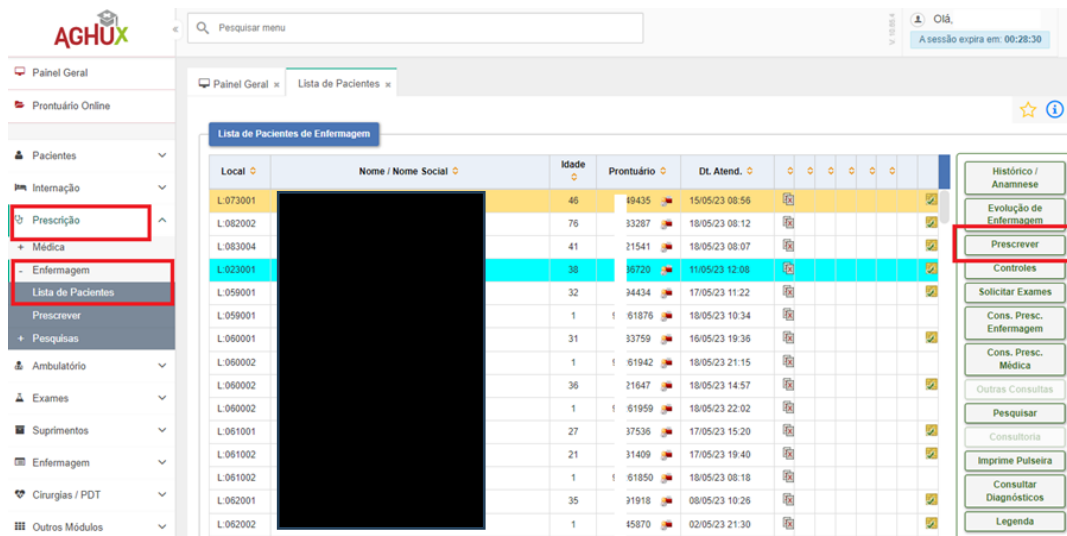 AGHUX
«
Pesquisar menu
Olá,
A sessão expira em: 00:28:30
Painel Geral
Prontuário Online
Pacientes
Internação
Prescrição
+ Médica
- Enfermagem
Lista de Pacientes
Prescrever
+ Pesquisas
Ambulatório
Exames
Suprimentos
Enfermagem
Cirurgias / PDT
Outros Módulos
Painel Geral × Lista de Pacientes ×
Lista de Pacientes de Enfermagem
Local Nome / Nome Social Idade Prontuário Dt. Atend.
L:073001 46 49435 15/05/23 08:56
L:082002 76 33287 18/05/23 08:12
L:083004 41 21541 18/05/23 08:07
L:023001 38 36720 11/05/23 12:08
L:059001 32 94434 17/05/23 11:22
L:059001 1 61876 18/05/23 10:34
L:060001 31 33759 16/05/23 19:36
L:060002 1 61942 18/05/23 21:15
L:060002 36 21647 18/05/23 14:57
L:060002 1 61959 18/05/23 22:02
L:061001 27 37536 17/05/23 15:20
L:061002 21 31409 17/05/23 19:40
L:061002 1 61850 18/05/23 08:18
L:062001 35 91918 08/05/23 10:26
L:062002 1 45870 02/05/23 21:30
Histórico /
Anamnese
Evolução de
Enfermagem
Prescrever
Controles
Solicitar Exames
Cons. Presc.
Enfermagem
Cons. Presc.
Médica
Outras Consultas
Pesquisar
Consultoria
Imprime Pulseira
Consultar
Diagnósticos
Legenda